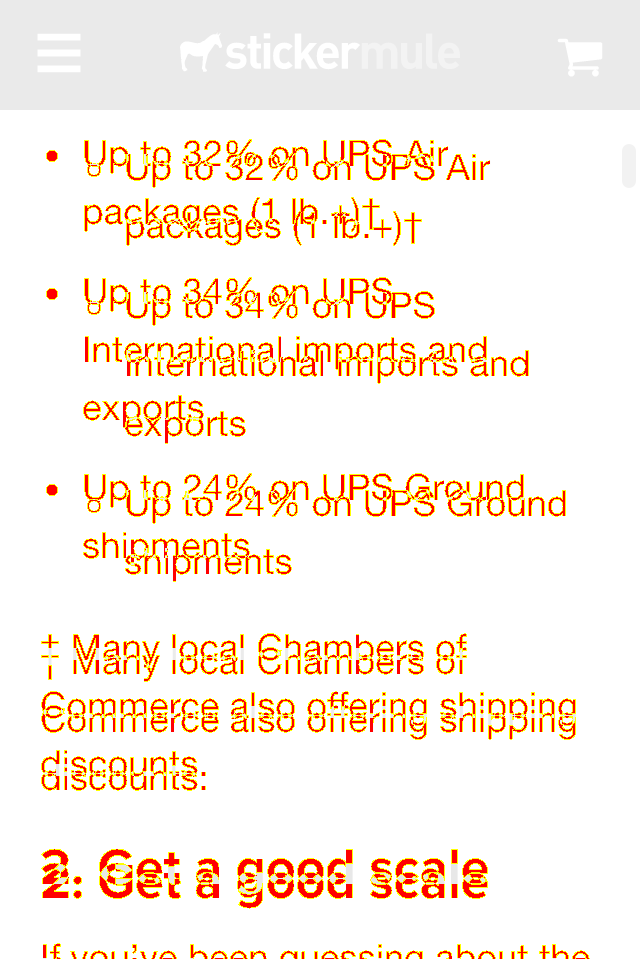 stickermule
Up to 32% on UPS Air
packages (1 lb.+)†
Up to 34% on UPS
International imports and
exports
Up to 24% on UPS Ground
shipments
† Many local Chambers of
Commerce also offering shipping
discounts.
2. Get a good scale
If you've been guessing about the